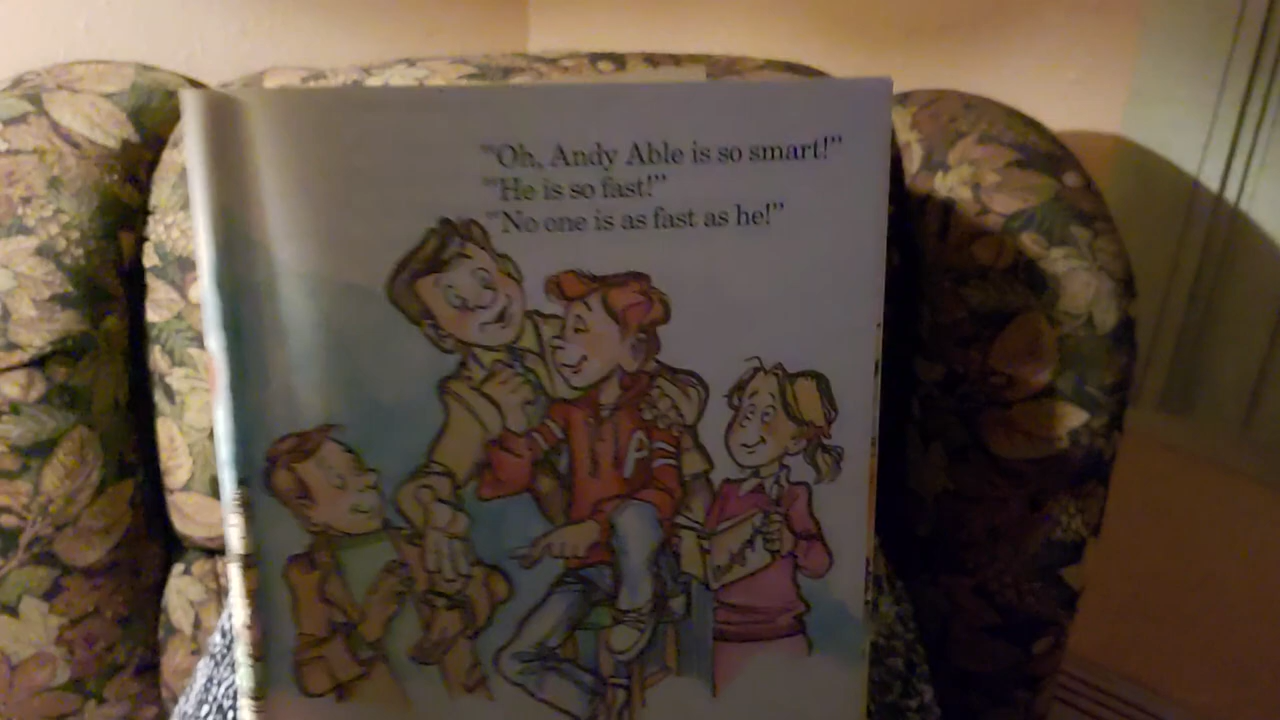 "Oh, Andy Able is so smart!"
"He is so fast!"
"No one is as fast as he!"
A